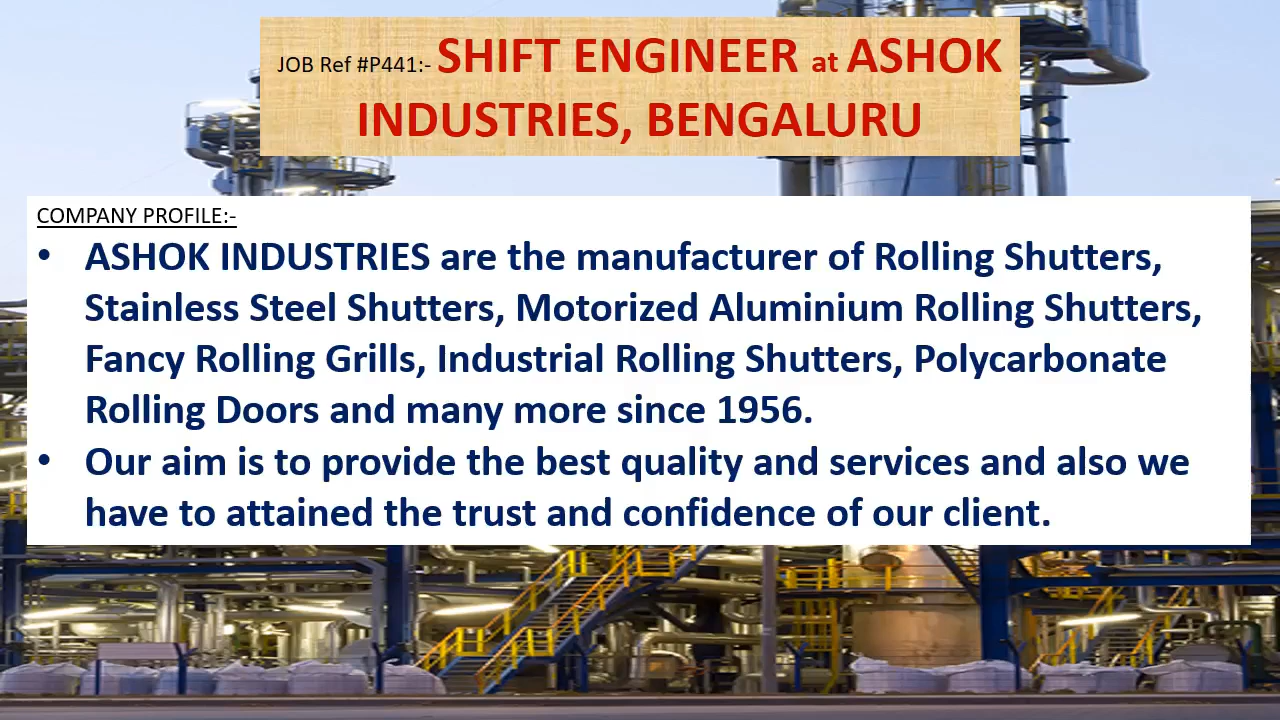 JOB Ref #P441:- SHIFT ENGINEER at ASHOK
INDUSTRIES, BENGALURU
COMPANY PROFILE:-
• ASHOK INDUSTRIES are the manufacturer of Rolling Shutters,
Stainless Steel Shutters, Motorized Aluminium Rolling Shutters,
Fancy Rolling Grills, Industrial Rolling Shutters, Polycarbonate
Rolling Doors and many more since 1956.
• Our aim is to provide the best quality and services and also we
have to attained the trust and confidence of our client.